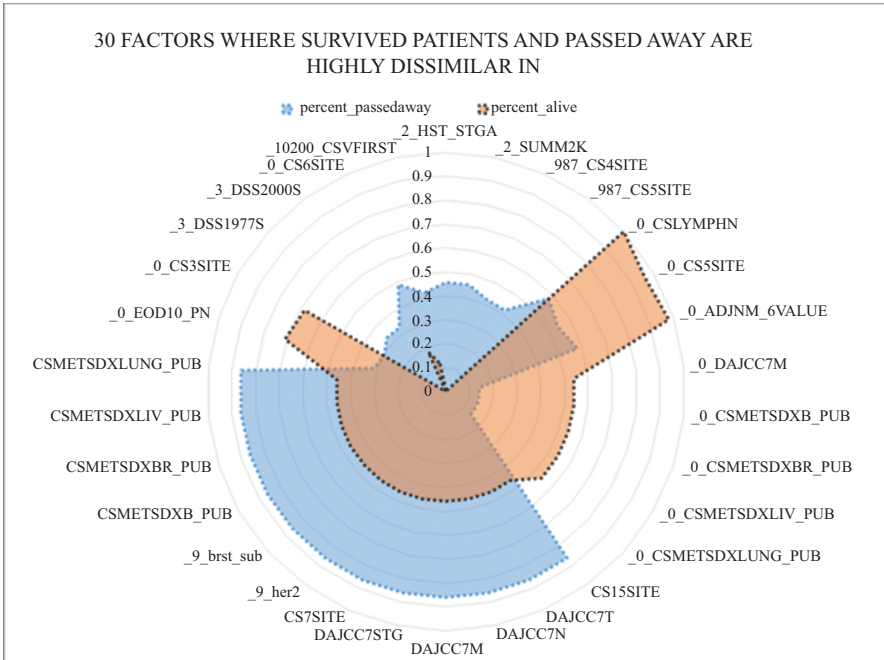 30 FACTORS WHERE SURVIVED PATIENTS AND PASSED AWAY ARE
HIGHLY DISSIMILAR IN
percent_passedaway
percent_alive
_2_HST_STGA
_2_SUMM2K
_987_CS4SITE
_987_CS5SITE
_0_CSLYMPHN
_0_CS5SITE
_0_ADJNM_6VALUE
_0_DAJCC7M
_0_CSMETSDXB_PUB
_0_CSMETSDXBR_PUB
_0_CSMETSDXLIV_PUB
_0_CSMETSDXLUNG_PUB
CS15SITE
DAJCC7T
DAJCC7N
DAJCC7M
DAJCC7STG
CS7SITE
_9_her2
_9_brst_sub
CSMETSDXB_PUB
CSMETSDXBR_PUB
CSMETSDXLIV_PUB
CSMETSDXLUNG_PUB
_0_EOD10_PN
_0_CS3SITE
_3_DSS1977S
_3_DSS2000S
_0_CS6SITE
_10200_CSVFIRST
1
0.9
0.8
0.7
0.6
0.5
0.4
0.3
0.2
0.1
0